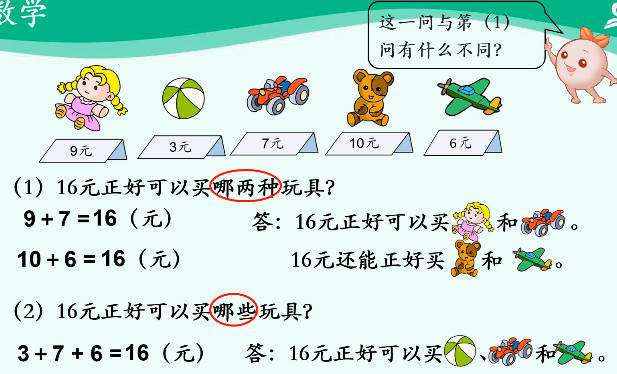 数学
这一问与第（1）
问有什么不同？
9元 3元 7元 10元 6元
（1）16元正好可以买哪两种玩具？
9+7=16（元） 答：16元正好可以买 和 。
10+6=16（元） 16元还能正好买 和 。
（2）16元正好可以买哪些玩具？
3+7+6=16（元） 答：16元正好可以买 、 和 。